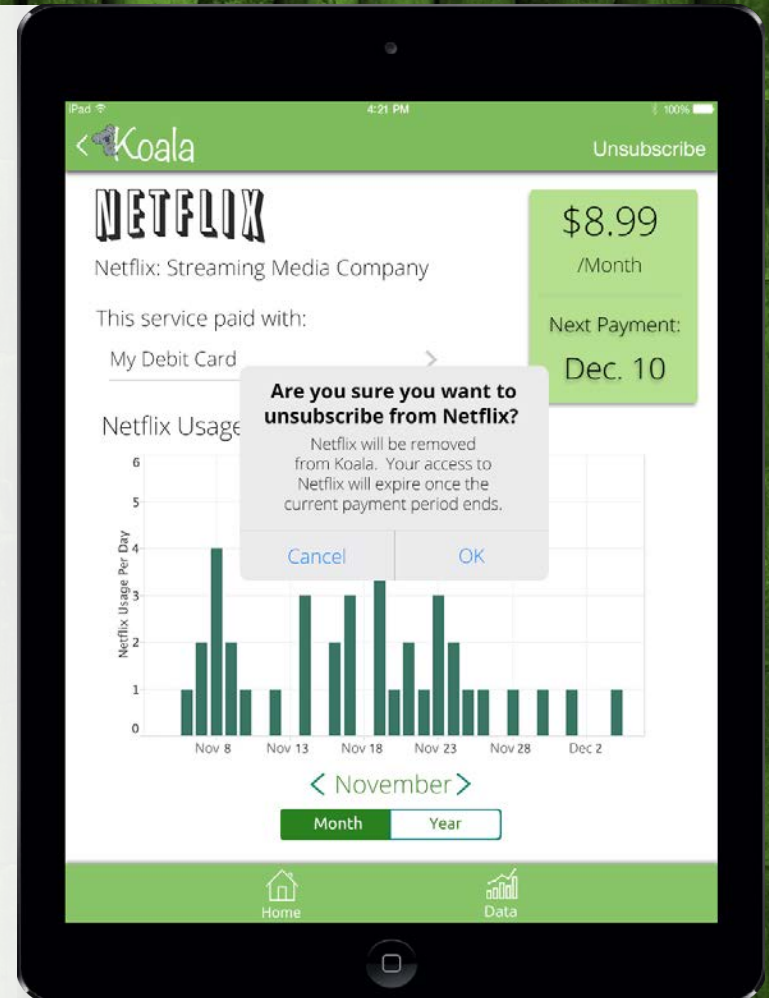 iPad 4:21 PM 100%
Koala Unsubscribe
NETFLIX
Netflix: Streaming Media Company
$8.99
/Month
This service paid with:
My Debit Card
Next Payment:
Dec. 10
Are you sure you want to
unsubscribe from Netflix?
Netflix will be removed
from Koala. Your access to
Netflix will expire once the
current payment period ends.
Cancel OK
Netflix Usage
Netflix Usage Per Day
6
5
4
3
2
1
0
Nov 8 Nov 13 Nov 18 Nov 23 Nov 28 Dec 2
< November >
Month Year
Home Data